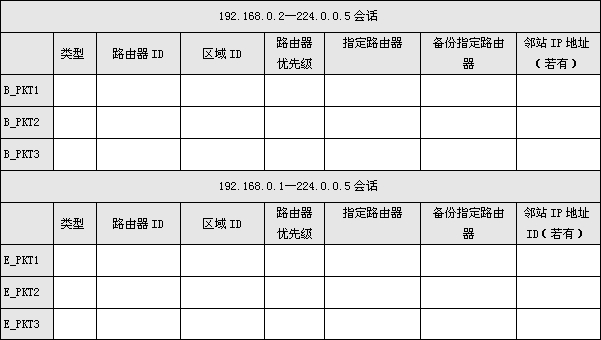 192.168.0.2—224.0.0.5 会话
类型 路由器 ID 区域 ID 路由器优先级 指定路由器 备份指定路由器 邻站 IP 地址（若有）
B_PKT1
B_PKT2
B_PKT3
192.168.0.1—224.0.0.5 会话
类型 路由器 ID 区域 ID 路由器优先级 指定路由器 备份指定路由器 邻站 IP 地址 ID（若有）
E_PKT1
E_PKT2
E_PKT3